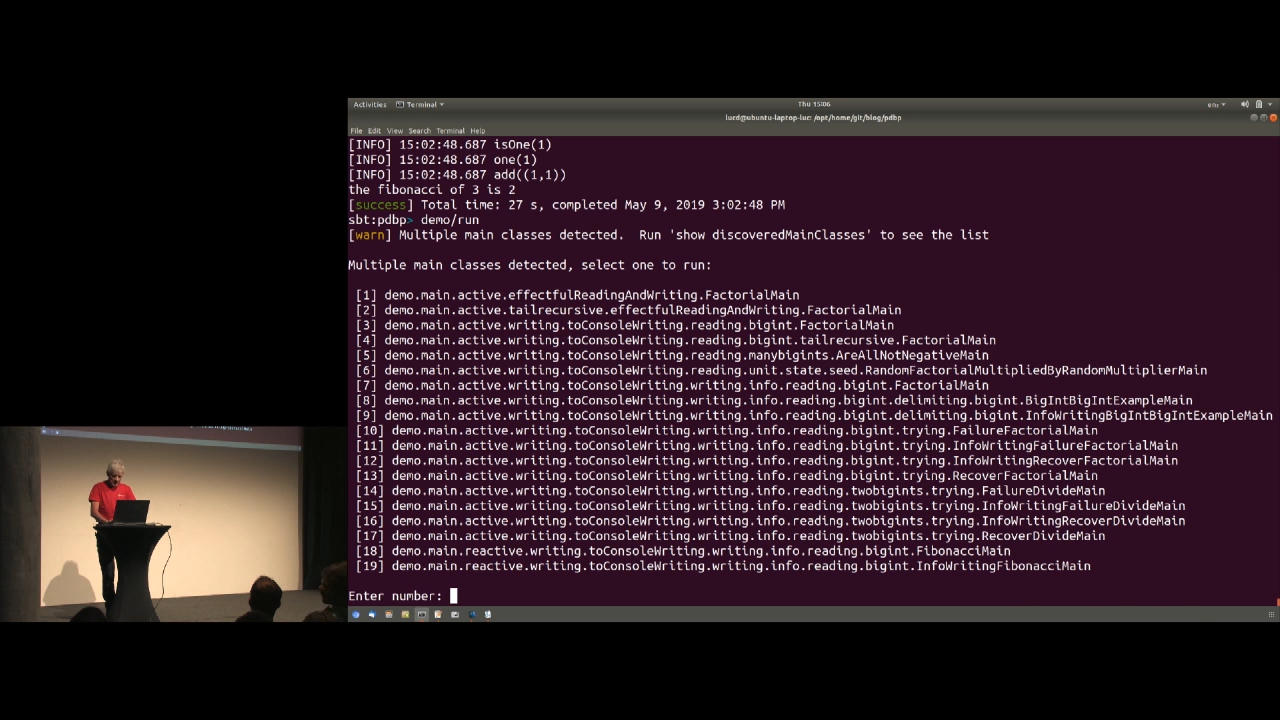 Activities Terminal Thu 15:06 en
lucd@ubuntu-laptop-luc: /opt/home/git/blog/pdbp
File Edit View Search Terminal Help
[INFO] 15:02:48.687 isOne(1)
[INFO] 15:02:48.687 one(1)
[INFO] 15:02:48.687 add((1,1))
the fibonacci of 3 is 2
[success] Total time: 27 s, completed May 9, 2019 3:02:48 PM
sbt:pdbp> demo/run
[warn] Multiple main classes detected.  Run 'show discoveredMainClasses' to see the list
Multiple main classes detected, select one to run:
[1] demo.main.active.effectfulReadingAndWriting.FactorialMain
[2] demo.main.active.tailrecursive.effectfulReadingAndWriting.FactorialMain
[3] demo.main.active.writing.toConsoleWriting.reading.bigint.FactorialMain
[4] demo.main.active.writing.toConsoleWriting.reading.bigint.tailrecursive.FactorialMain
[5] demo.main.active.writing.toConsoleWriting.reading.manybigints.AreAllNotNegativeMain
[6] demo.main.active.writing.toConsoleWriting.reading.unit.state.seed.RandomFactorialMultipliedByRandomMultiplierMain
[7] demo.main.active.writing.toConsoleWriting.writing.info.reading.bigint.FactorialMain
[8] demo.main.active.writing.toConsoleWriting.writing.info.reading.bigint.delimiting.bigint.BigIntBigIntExampleMain
[9] demo.main.active.writing.toConsoleWriting.writing.info.reading.bigint.delimiting.bigint.InfoWritingBigIntBigIntExampleMain
[10] demo.main.active.writing.toConsoleWriting.writing.info.reading.bigint.trying.FailureFactorialMain
[11] demo.main.active.writing.toConsoleWriting.writing.info.reading.bigint.trying.InfoWritingFailureFactorialMain
[12] demo.main.active.writing.toConsoleWriting.writing.info.reading.bigint.trying.InfoWritingRecoverFactorialMain
[13] demo.main.active.writing.toConsoleWriting.writing.info.reading.bigint.trying.RecoverFactorialMain
[14] demo.main.active.writing.toConsoleWriting.writing.info.reading.twobigints.trying.FailureDivideMain
[15] demo.main.active.writing.toConsoleWriting.writing.info.reading.twobigints.trying.InfoWritingFailureDivideMain
[16] demo.main.active.writing.toConsoleWriting.writing.info.reading.twobigints.trying.InfoWritingRecoverDivideMain
[17] demo.main.active.writing.toConsoleWriting.writing.info.reading.twobigints.trying.RecoverDivideMain
[18] demo.main.reactive.writing.toConsoleWriting.writing.info.reading.bigint.FibonacciMain
[19] demo.main.reactive.writing.toConsoleWriting.writing.info.reading.bigint.InfoWritingFibonacciMain
Enter number: